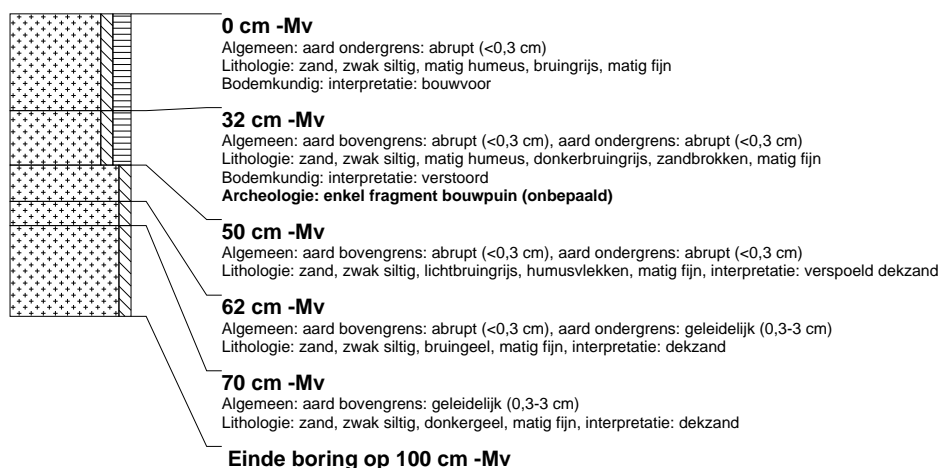 0 cm -Mv
Algemeen: aard ondergrens: abrupt (<0,3 cm)
Lithologie: zand, zwak siltig, matig humeus, bruingrijs, matig fijn
Bodemkundig: interpretatie: bouwvoor
32 cm -Mv
Algemeen: aard bovengrens: abrupt (<0,3 cm), aard ondergrens: abrupt (<0,3 cm)
Lithologie: zand, zwak siltig, matig humeus, donkerbruingrijs, zandbrokken, matig fijn
Bodemkundig: interpretatie: verstoord
Archeologie: enkel fragment bouwpuin (onbepaald)
50 cm -Mv
Algemeen: aard bovengrens: abrupt (<0,3 cm), aard ondergrens: abrupt (<0,3 cm)
Lithologie: zand, zwak siltig, lichtbruingrijs, humusvlekken, matig fijn, interpretatie: verspoeld dekzand
62 cm -Mv
Algemeen: aard bovengrens: abrupt (<0,3 cm), aard ondergrens: geleidelijk (0,3-3 cm)
Lithologie: zand, zwak siltig, bruingeel, matig fijn, interpretatie: dekzand
70 cm -Mv
Algemeen: aard bovengrens: geleidelijk (0,3-3 cm)
Lithologie: zand, zwak siltig, donkergeel, matig fijn, interpretatie: dekzand
Einde boring op 100 cm -Mv